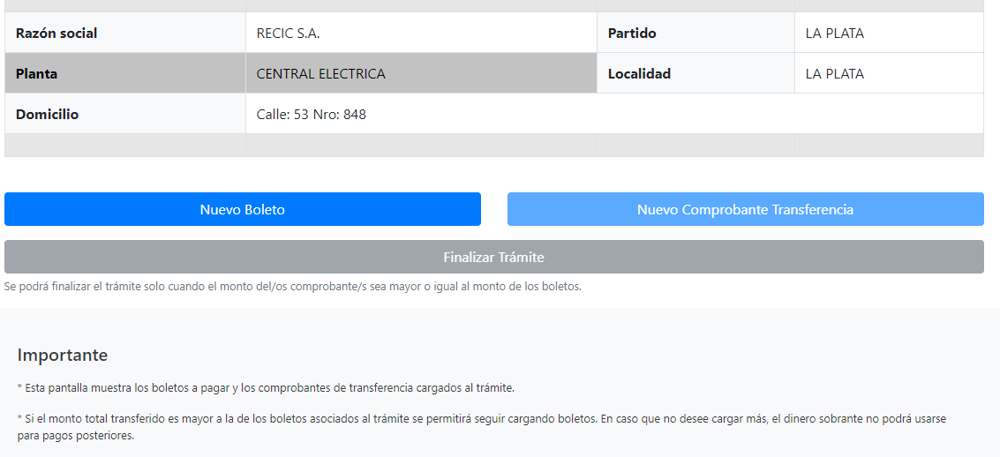 Razón social RECIC S.A. Partido LA PLATA
Planta CENTRAL ELECTRICA Localidad LA PLATA
Domicilio Calle: 53 Nro: 848
Nuevo Boleto Nuevo Comprobante Transferencia
Finalizar Trámite
Se podrá finalizar el trámite solo cuando el monto del/os comprobante/s sea mayor o igual al monto de los boletos.
Importante
* Esta pantalla muestra los boletos a pagar y los comprobantes de transferencia cargados al trámite.
* Si el monto total transferido es mayor a la de los boletos asociados al trámite se permitirá seguir cargando boletos. En caso que no desee cargar más, el dinero sobrante no podrá usarse
para pagos posteriores.